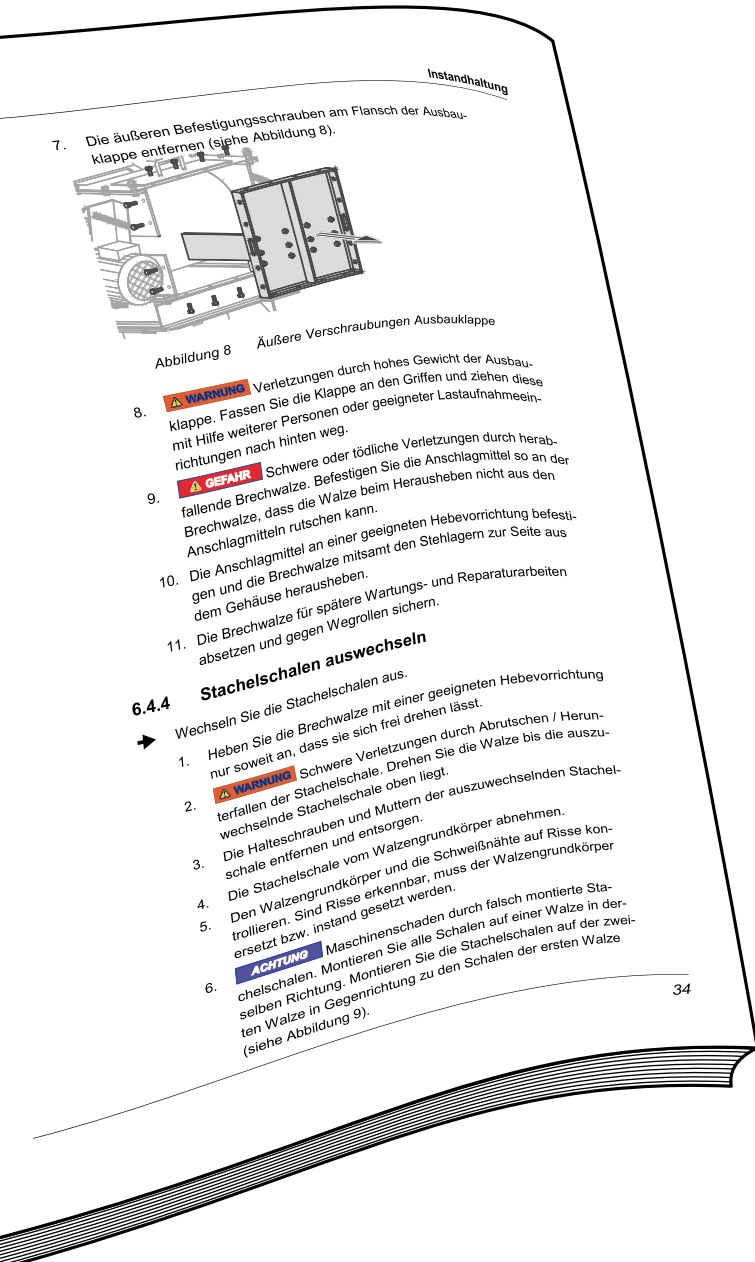 Instandhaltung
7. Die äußeren Befestigungsschrauben am Flansch der Ausbau-
klappe entfernen (siehe Abbildung 8).
Abbildung 8 Äußere Verschraubungen Ausbauklappe
8. WARNUNG Verletzungen durch hohes Gewicht der Ausbau-
klappe. Fassen Sie die Klappe an den Griffen und ziehen diese
mit Hilfe weiterer Personen oder geeigneter Lastaufnahmeein-
richtungen nach hinten weg.
9. GEFAHR Schwere oder tödliche Verletzungen durch herab-
fallende Brechwalze. Befestigen Sie die Anschlagmittel so an der
Brechwalze, dass die Walze beim Herausheben nicht aus den
Anschlagmitteln rutschen kann.
10. Die Anschlagmittel an einer geeigneten Hebevorrichtung befesti-
gen und die Brechwalze mitsamt den Stehlagern zur Seite aus
dem Gehäuse herausheben.
11. Die Brechwalze für spätere Wartungs- und Reparaturarbeiten
absetzen und gegen Wegrollen sichern.
6.4.4 Stachelschalen auswechseln
Wechseln Sie die Stachelschalen aus.
1. Heben Sie die Brechwalze mit einer geeigneten Hebevorrichtung
nur soweit an, dass sie sich frei drehen lässt.
2. WARNUNG Schwere Verletzungen durch Abrutschen / Herun-
terfallen der Stachelschale. Drehen Sie die Walze bis die auszu-
wechselnde Stachelschale oben liegt.
3. Die Halteschrauben und Muttern der auszuwechselnden Stachel-
schale entfernen und entsorgen.
4. Die Stachelschale vom Walzengrundkörper abnehmen.
5. Den Walzengrundkörper und die Schweißnähte auf Risse kon-
trollieren. Sind Risse erkennbar, muss der Walzengrundkörper
ersetzt bzw. instand gesetzt werden.
6. ACHTUNG Maschinenschaden durch falsch montierte Sta-
chelschalen. Montieren Sie alle Schalen auf einer Walze in der-
selben Richtung. Montieren Sie die Stachelschalen auf der zwei-
ten Walze in Gegenrichtung zu den Schalen der ersten Walze
(siehe Abbildung 9).
34